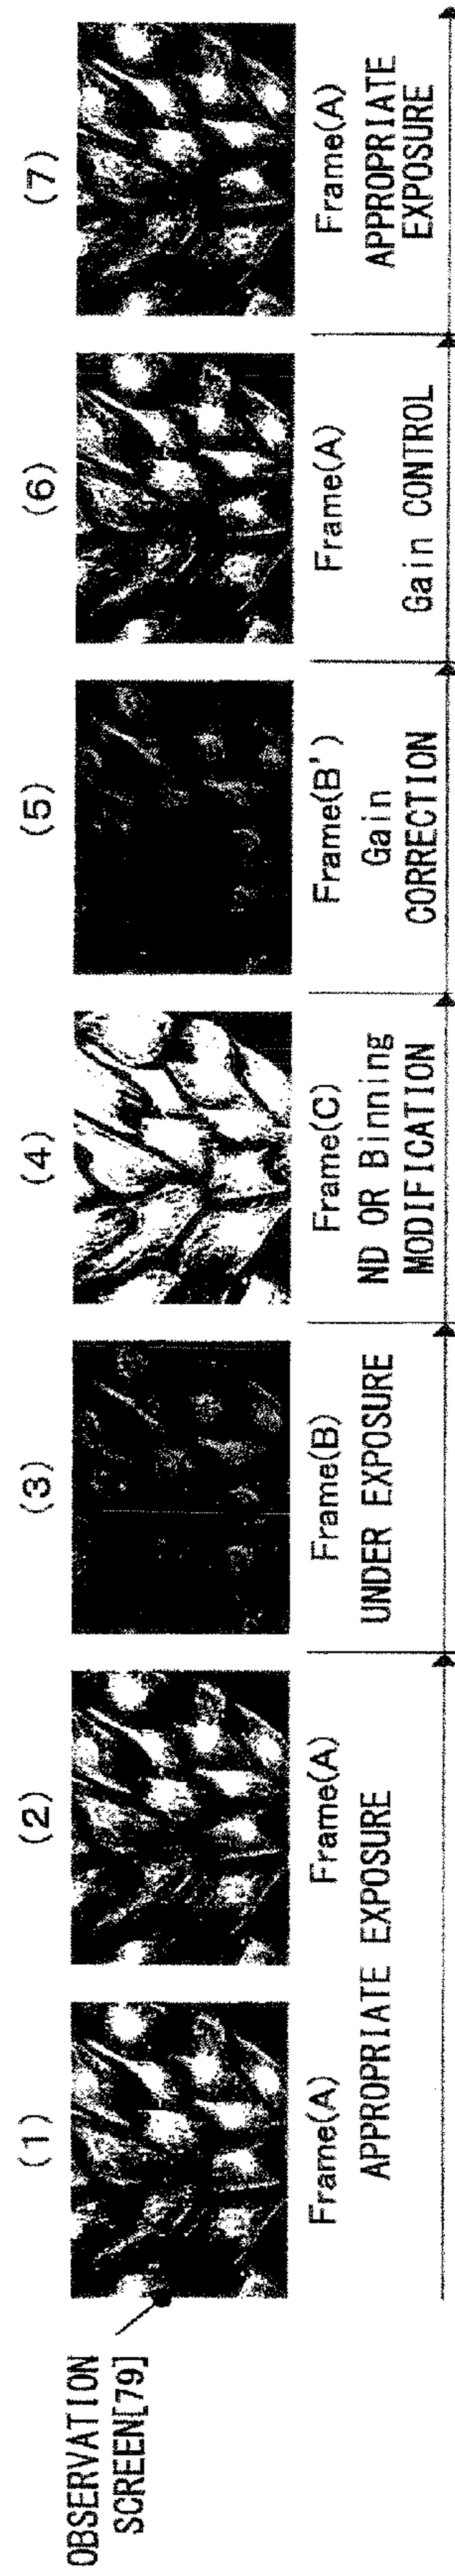 OBSERVATION
SCREEN[79]
(1)
(2)
(3)
(4)
(5)
(6)
(7)
Frame(A)
Frame(A)
APPROPRIATE EXPOSURE
Frame(B)
UNDER EXPOSURE
Frame(C)
ND OR Binning
MODIFICATION
Frame(B')
Gain
CORRECTION
Frame(A)
Gain CONTROL
Frame(A)
APPROPRIATE
EXPOSURE